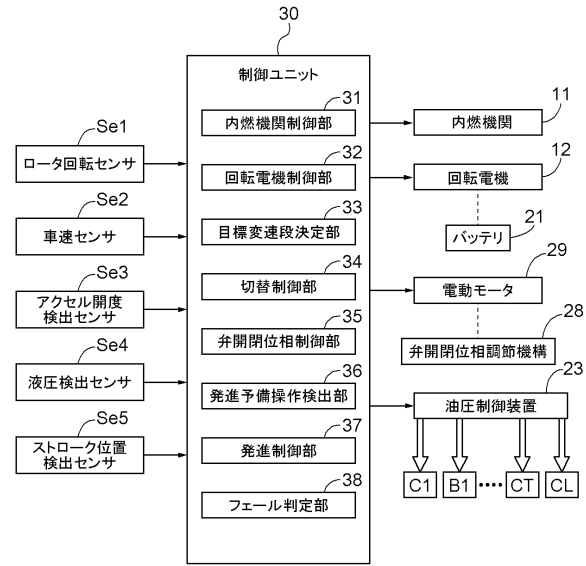 30
制御ユニット
Se1
ロータ回転センサ
Se2
車速センサ
Se3
アクセル開度
検出センサ
Se4
液圧検出センサ
Se5
ストローク位置
検出センサ
31
内燃機関制御部
32
回転電機制御部
33
目標変速段決定部
34
切替制御部
35
弁開閉位相制御部
36
発進予備操作検出部
37
発進制御部
38
フェール判定部
11
内燃機関
12
回転電機
21
バッテリ
29
電動モータ
28
弁開閉位相調節機構
23
油圧制御装置
C1 B1 •••• CT CL